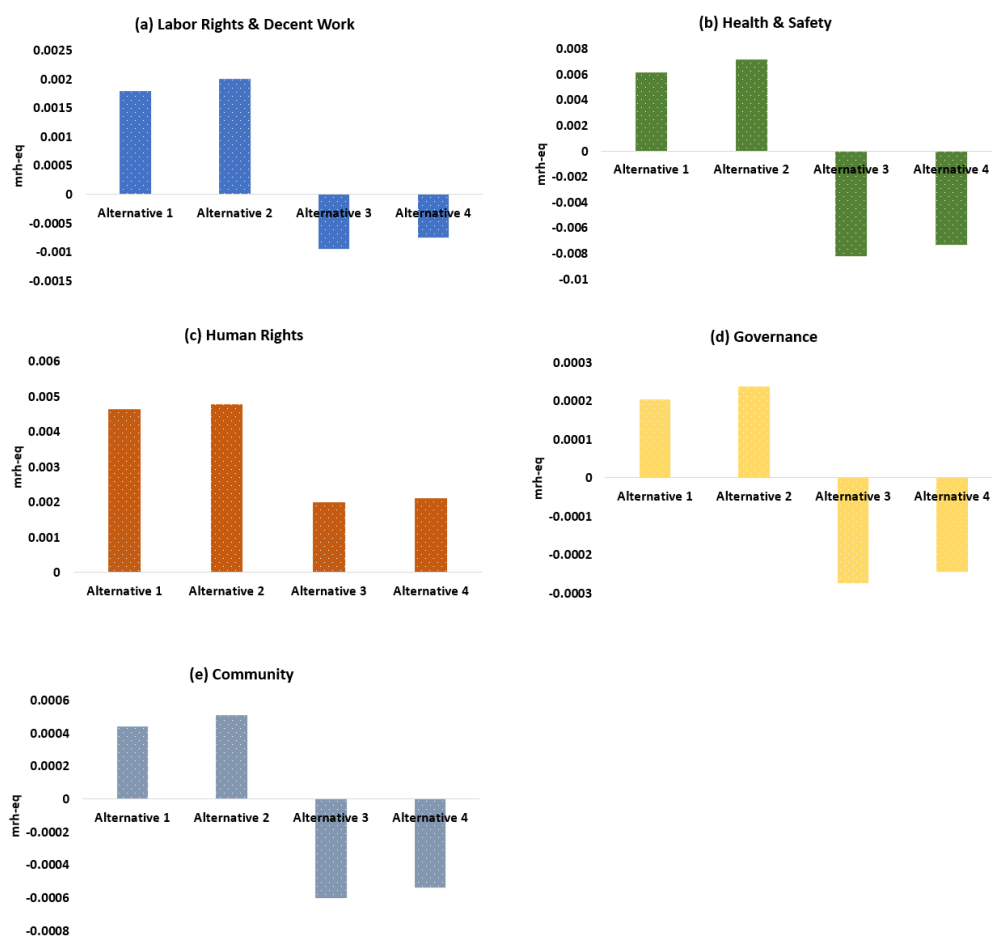 (a) Labor Rights & Decent Work
0.0025
0.002
0.0015
0.001
0.0005
0
-0.0005
-0.001
-0.0015
mrh-eq
Alternative 1 Alternative 2 Alternative 3 Alternative 4
(b) Health & Safety
0.008
0.006
0.004
0.002
0
-0.002
-0.004
-0.006
-0.008
-0.01
mrh-eq
Alternative 1 Alternative 2 Alternative 3 Alternative 4
(c) Human Rights
0.006
0.005
0.004
0.003
0.002
0.001
0
mrh-eq
Alternative 1 Alternative 2 Alternative 3 Alternative 4
(d) Governance
0.0003
0.0002
0.0001
0
-0.0001
-0.0002
-0.0003
mrh-eq
Alternative 1 Alternative 2 Alternative 3 Alternative 4
(e) Community
0.0006
0.0004
0.0002
0
-0.0002
-0.0004
-0.0006
-0.0008
mrh-eq
Alternative 1 Alternative 2 Alternative 3 Alternative 4